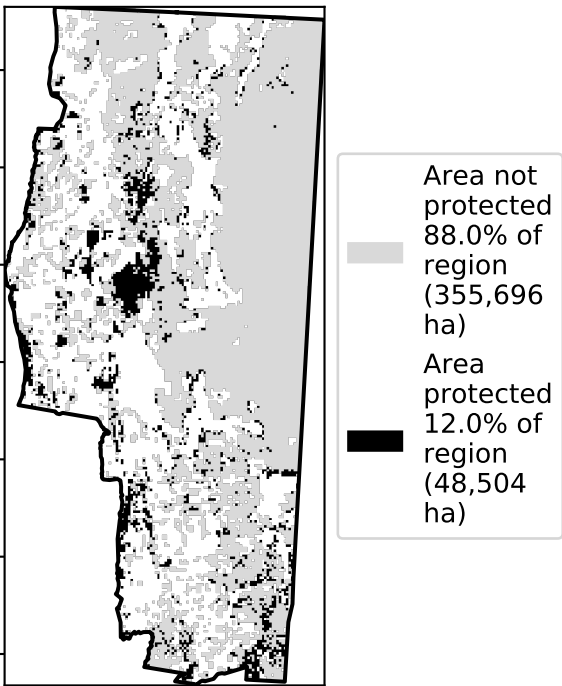 Area not
protected
88.0% of
region
(355,696
ha)
Area
protected
12.0% of
region
(48,504
ha)